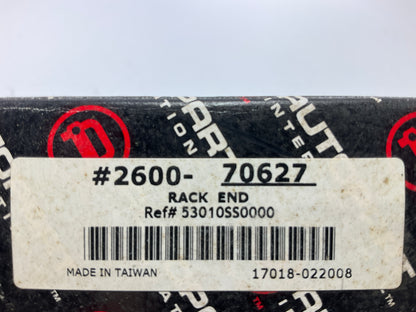 #2600- 70627
RACK END
Ref# 53010SS0000
MADE IN TAIWAN 17018-022008